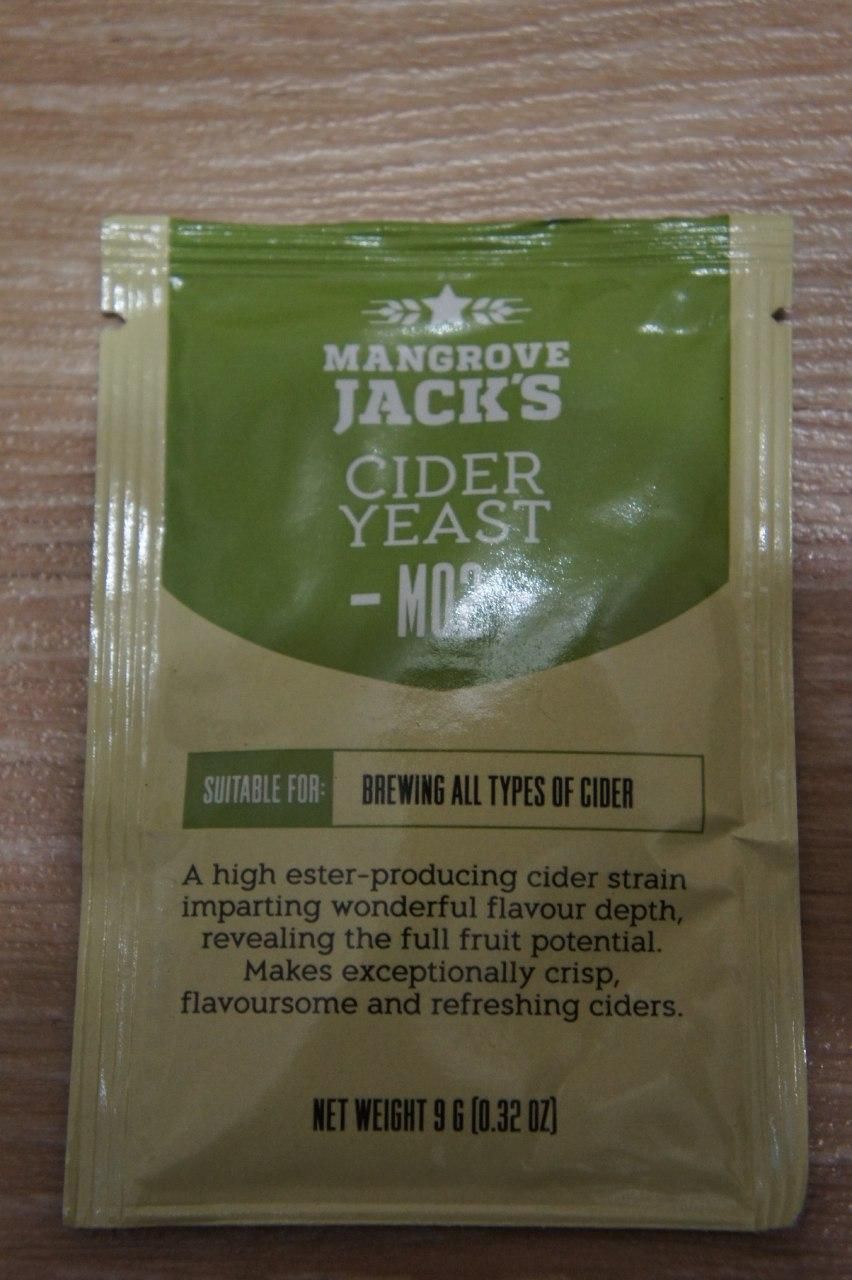 MANGROVE
JACK'S
CIDER
YEAST
SUITABLE FOR: BREWING ALL TYPES OF CIDER
A high ester-producing cider strain
imparting wonderful flavour depth,
revealing the full fruit potential.
Makes exceptionally crisp,
flavoursome and refreshing ciders.
NET WEIGHT 9 G (0.32 OZ)